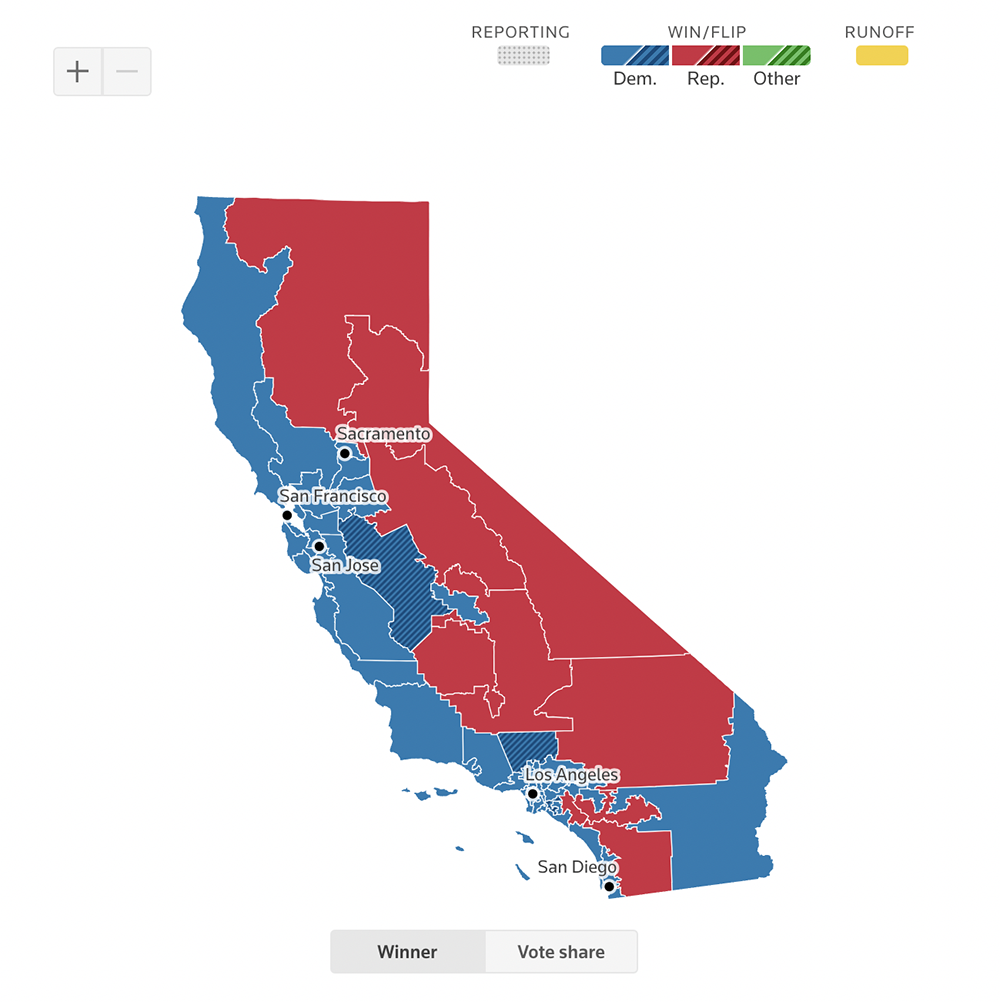 REPORTING
WIN/FLIP
RUNOFF
Dem.
Rep.
Other
Sacramento
San Francisco
San Jose
Los Angeles
San Diego
Winner
Vote share